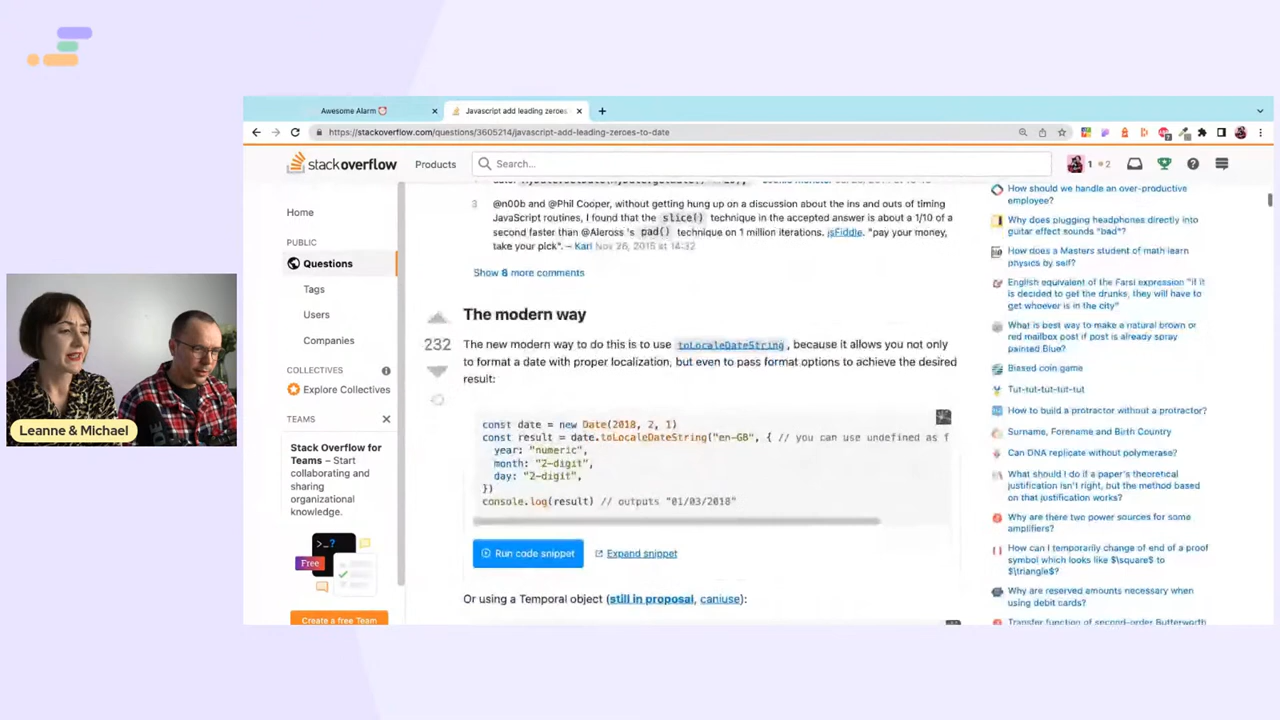 Awesome Alarm
Javascript add leading zeroes
https://stackoverflow.com/questions/3605214/javascript-add-leading-zeroes-to-date
stackoverflow
Products
Search...
1 • 2
Home
PUBLIC
Questions
Tags
Users
Companies
COLLECTIVES
Explore Collectives
TEAMS
Stack Overflow for
Teams – Start
collaborating and
sharing
organizational
knowledge.
>_?
Free
Create a free Team
3
@n00b and @Phil Cooper, without getting hung up on a discussion about the ins and outs of timing
JavaScript routines, I found that the slice() technique in the accepted answer is about a 1/10 of a
second faster than @Aleross 's pad() technique on 1 million iterations. jsFiddle. "pay your money,
take your pick". – Karl Nov 26, 2015 at 14:32
Show 8 more comments
The modern way
232
The new modern way to do this is to use toLocaleDateString, because it allows you not only
to format a date with proper localization, but even to pass format options to achieve the desired
result:
const date = new Date(2018, 2, 1)
const result = date.toLocaleDateString("en-GB", { // you can use undefined as f
year: "numeric",
month: "2-digit",
day: "2-digit",
})
console.log(result) // outputs "01/03/2018"
Run code snippet
Expand snippet
Or using a Temporal object (still in proposal, caniuse):
How should we handle an over-productive
employee?
Why does plugging headphones directly into
guitar effect sounds "bad"?
How does a Masters student of math learn
physics by self?
English equivalent of the Farsi expression "if it
is decided to get the drunks, they will have to
get whoever is in the city"
What is best way to make a natural brown or
red mailbox post if post is already spray
painted Blue?
Biased coin game
Tut-tut-tut-tut-tut
How to build a protractor without a protractor?
Surname, Forename and Birth Country
Can DNA replicate without polymerase?
What should I do if a paper's theoretical
justification isn't right, but the method based
on that justification works?
Why are there two power sources for some
amplifiers?
How can I temporarily change of end of a proof
symbol which looks like $\square$ to
$\triangle$?
Why are reserved amounts necessary when
using debit cards?
Transfer function of second-order Butterworth
Leanne & Michael